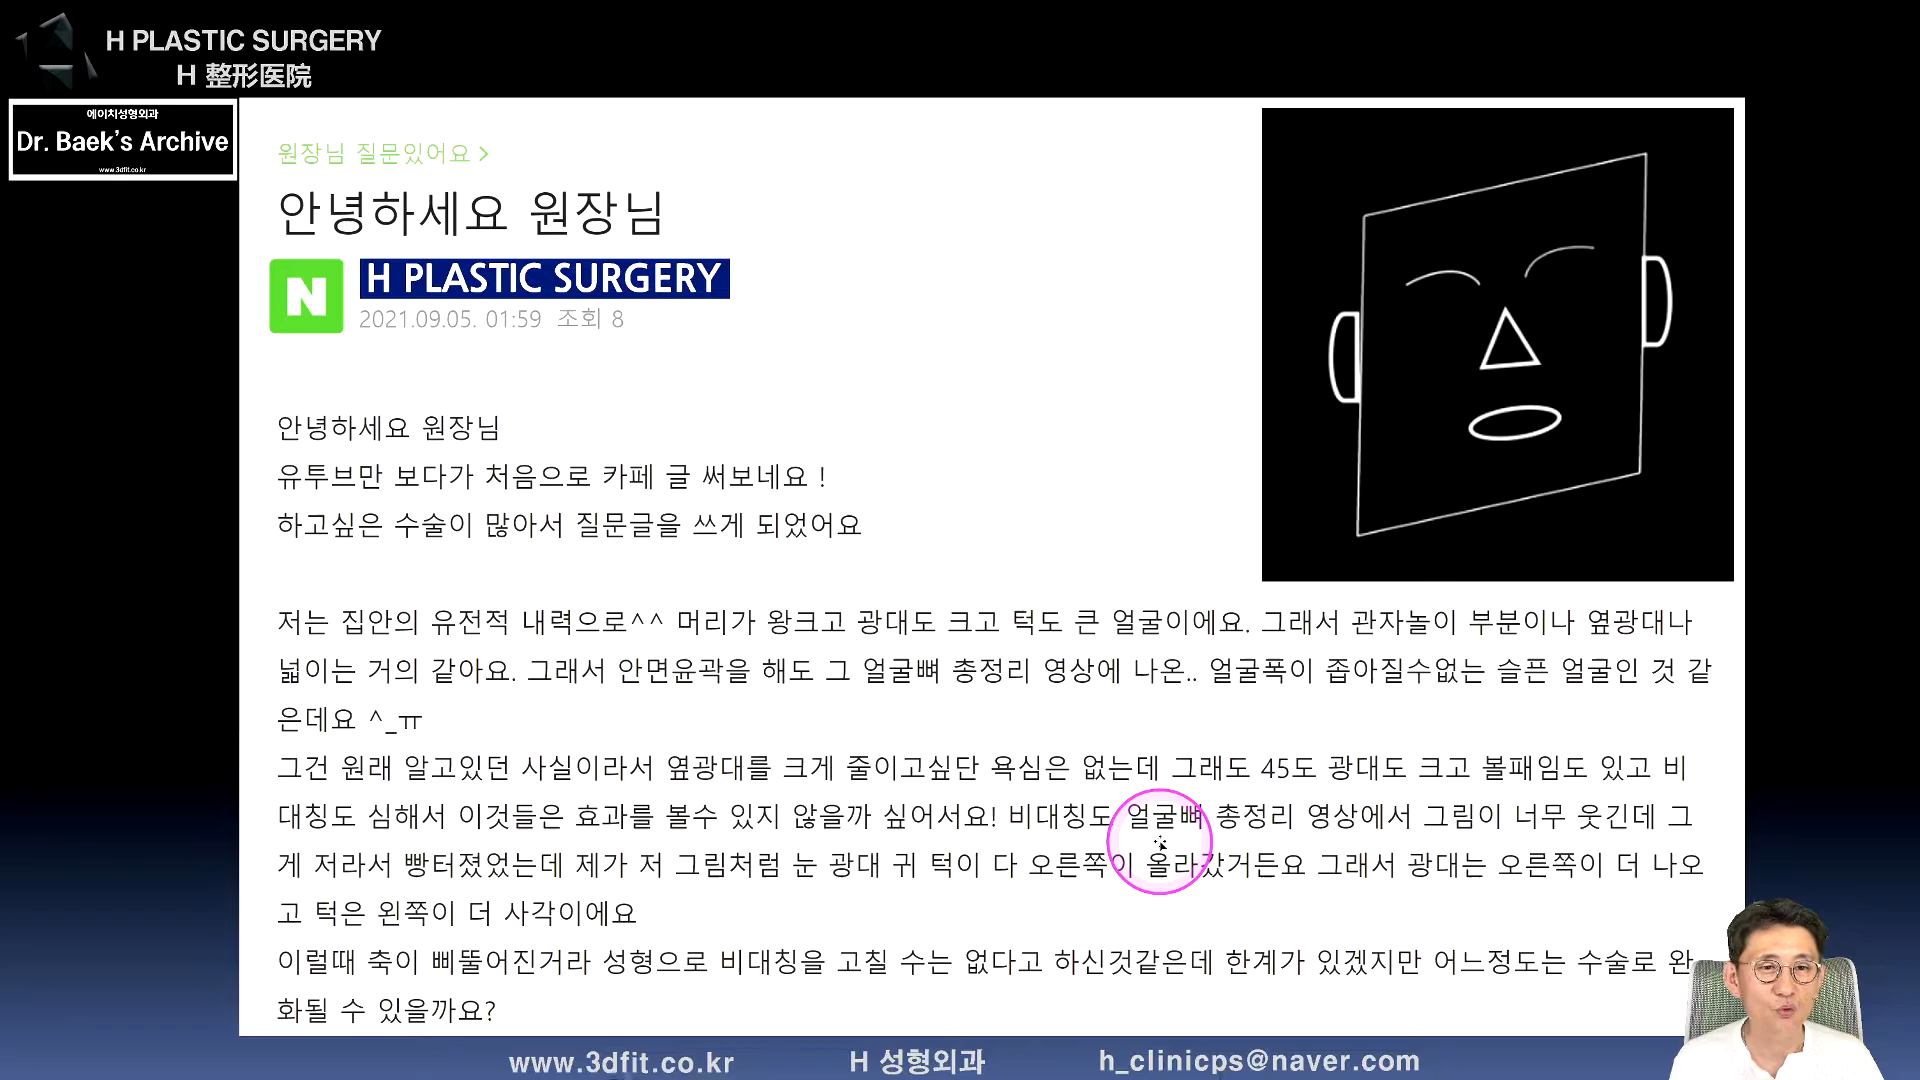 H PLASTIC SURGERY
H 整形医院
에이치성형외과
Dr. Baek's Archive
www.3dfit.co.kr
원장님 질문있어요 >
안녕하세요 원장님
N
H PLASTIC SURGERY
2021.09.05. 01:59 조회 8
안녕하세요 원장님
유투브만 보다가 처음으로 카페 글 써보네요 !
하고싶은 수술이 많아서 질문글을 쓰게 되었어요
저는 집안의 유전적 내력으로^^ 머리가 왕크고 광대도 크고 턱도 큰 얼굴이에요. 그래서 관자놀이 부분이나 옆광대나
넓이는 거의 같아요. 그래서 안면윤곽을 해도 그 얼굴뼈 총정리 영상에 나온.. 얼굴폭이 좁아질수없는 슬픈 얼굴인 것 같
은데요 ^_ㅠ
그건 원래 알고있던 사실이라서 옆광대를 크게 줄이고싶단 욕심은 없는데 그래도 45도 광대도 크고 볼패임도 있고 비
대칭도 심해서 이것들은 효과를 볼수 있지 않을까 싶어서요! 비대칭도 얼굴뼈 총정리 영상에서 그림이 너무 웃긴데 그
게 저라서 빵터졌었는데 제가 저 그림처럼 눈 광대 귀 턱이 다 오른쪽이 올라갔거든요 그래서 광대는 오른쪽이 더 나오
고 턱은 왼쪽이 더 사각이에요
이럴때 축이 삐뚤어진거라 성형으로 비대칭을 고칠 수는 없다고 하신것같은데 한계가 있겠지만 어느정도는 수술로 완
화될 수 있을까요?
www.3dfit.co.kr
H 성형외과
h_clinicps@naver.com